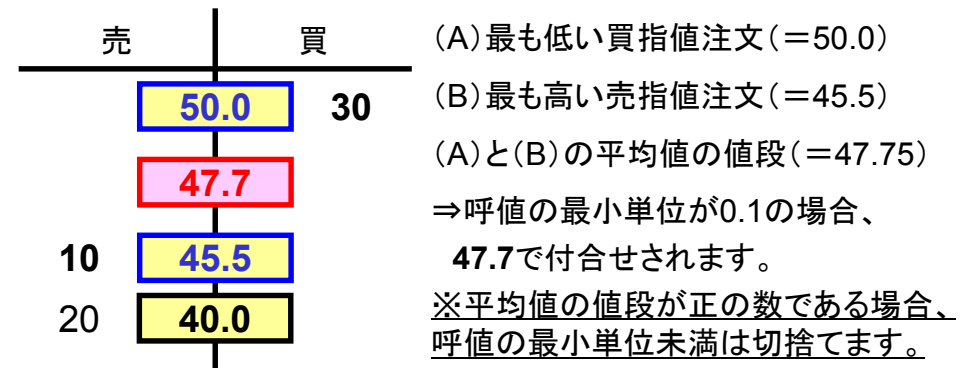 売 買
50.0 30
47.7
10 45.5
20 40.0
（A）最も低い買指値注文（＝50.0）
（B）最も高い売指値注文（＝45.5）
（A）と（B）の平均値の値段（＝47.75）
⇒呼値の最小単位が0.1の場合、
47.7で付合せされます。
※平均値の値段が正の数である場合、
呼値の最小単位未満は切捨てます。